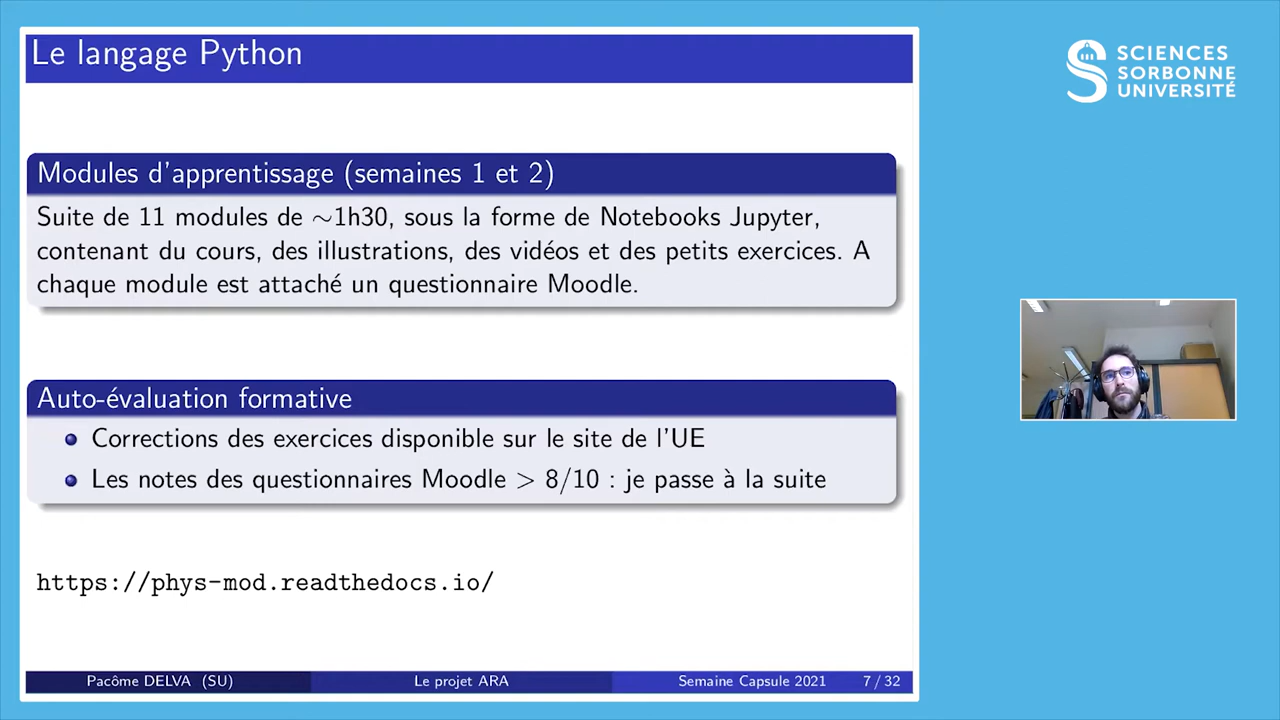 Le langage Python
SCIENCES
SORBONNE
UNIVERSITÉ
Modules d'apprentissage (semaines 1 et 2)
Suite de 11 modules de ∼1h30, sous la forme de Notebooks Jupyter,
contenant du cours, des illustrations, des vidéos et des petits exercices. A
chaque module est attaché un questionnaire Moodle.
Auto-évaluation formative
Corrections des exercices disponible sur le site de l'UE
Les notes des questionnaires Moodle > 8/10 : je passe à la suite
https://phys-mod.readthedocs.io/
Pacôme DELVA (SU) Le projet ARA Semaine Capsule 2021 7 / 32